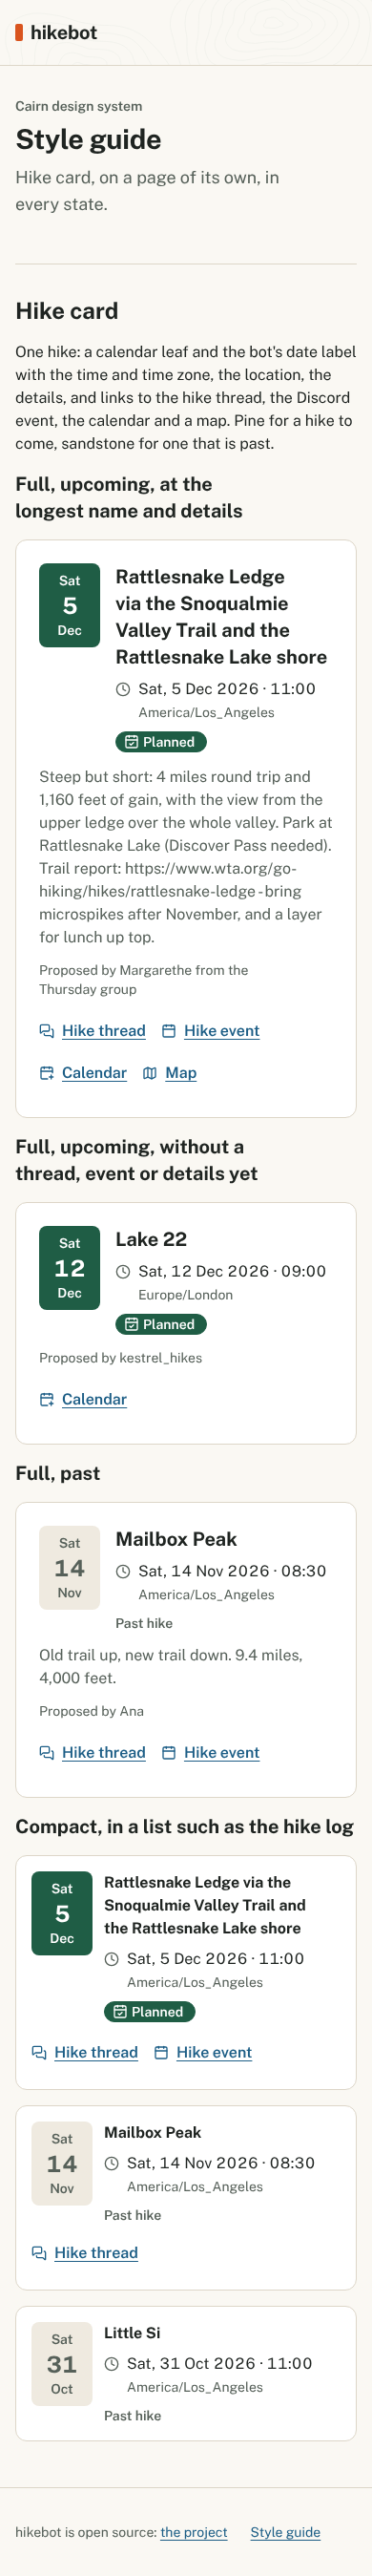 hikebot
Cairn design system
Style guide
Hike card, on a page of its own, in
every state.
Hike card
One hike: a calendar leaf and the bot's date label
with the time and time zone, the location, the
details, and links to the hike thread, the Discord
event, the calendar and a map. Pine for a hike to
come, sandstone for one that is past.
Full, upcoming, at the
longest name and details
Sat
5
Dec
Rattlesnake Ledge
via the Snoqualmie
Valley Trail and the
Rattlesnake Lake shore
Sat, 5 Dec 2026 · 11:00
America/Los_Angeles
Planned
Steep but short: 4 miles round trip and
1,160 feet of gain, with the view from the
upper ledge over the whole valley. Park at
Rattlesnake Lake (Discover Pass needed).
Trail report: https://www.wta.org/go-
hiking/hikes/rattlesnake-ledge - bring
microspikes after November, and a layer
for lunch up top.
Proposed by Margarethe from the
Thursday group
Hike thread Hike event
Calendar Map
Full, upcoming, without a
thread, event or details yet
Sat
12
Dec
Lake 22
Sat, 12 Dec 2026 · 09:00
Europe/London
Planned
Proposed by kestrel_hikes
Calendar
Full, past
Sat
14
Nov
Mailbox Peak
Sat, 14 Nov 2026 · 08:30
America/Los_Angeles
Past hike
Old trail up, new trail down. 9.4 miles,
4,000 feet.
Proposed by Ana
Hike thread Hike event
Compact, in a list such as the hike log
Sat
5
Dec
Rattlesnake Ledge via the
Snoqualmie Valley Trail and
the Rattlesnake Lake shore
Sat, 5 Dec 2026 · 11:00
America/Los_Angeles
Planned
Hike thread Hike event
Sat
14
Nov
Mailbox Peak
Sat, 14 Nov 2026 · 08:30
America/Los_Angeles
Past hike
Hike thread
Sat
31
Oct
Little Si
Sat, 31 Oct 2026 · 11:00
America/Los_Angeles
Past hike
hikebot is open source: the project Style guide